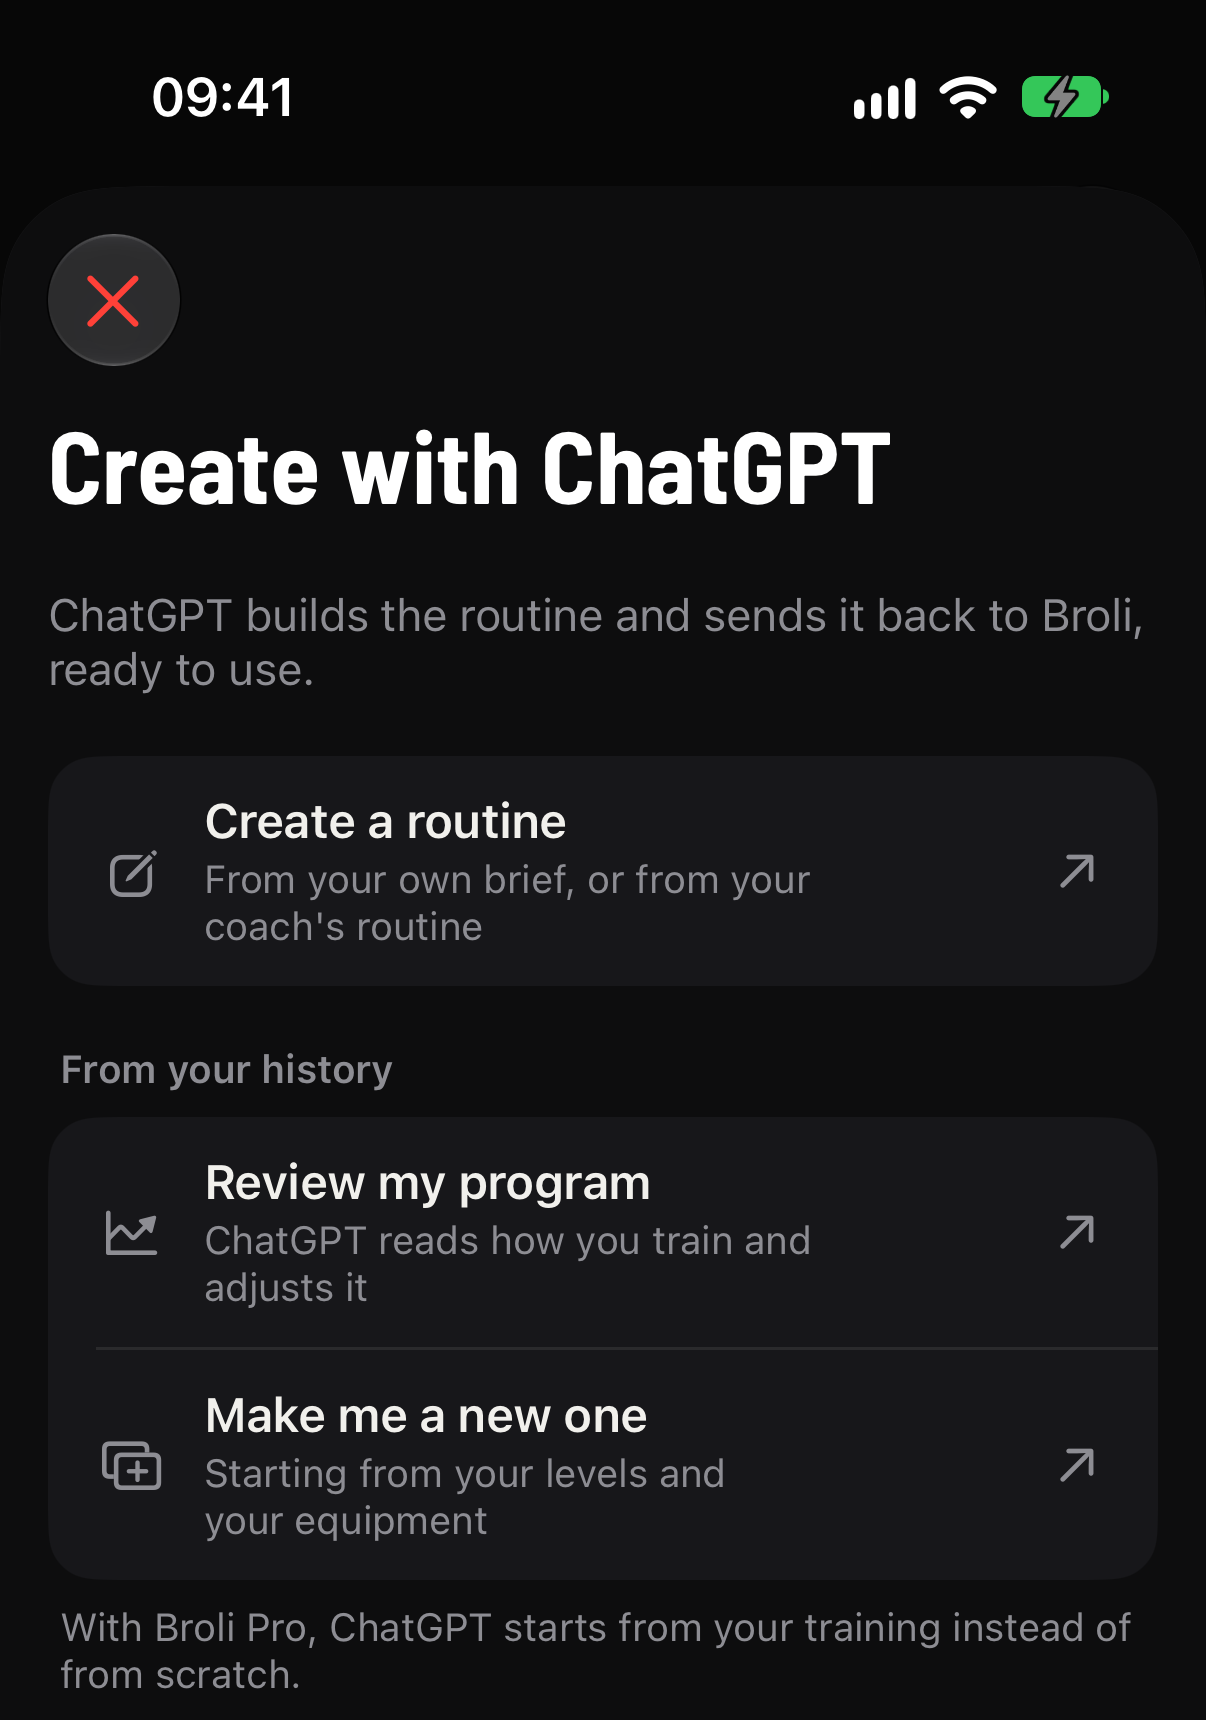 09:41
Create with ChatGPT
ChatGPT builds the routine and sends it back to Broli,
ready to use.
Create a routine
From your own brief, or from your
coach's routine
From your history
Review my program
ChatGPT reads how you train and
adjusts it
Make me a new one
Starting from your levels and
your equipment
With Broli Pro, ChatGPT starts from your training instead of
from scratch.